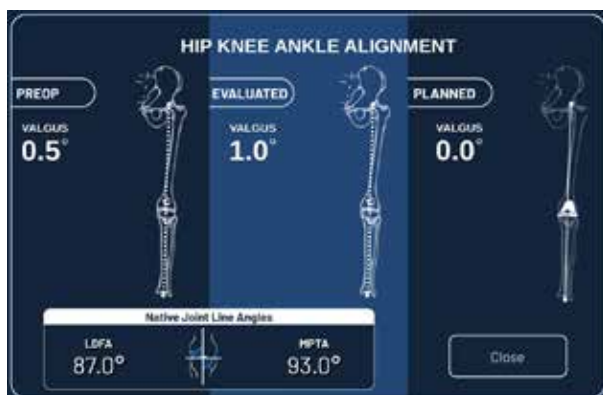 HIP KNEE ANKLE ALIGNMENT
PREOP
VALGUS
0.5°
EVALUATED
VALGUS
1.0°
PLANNED
VALGUS
0.0°
Native Joint Line Angles
LDFA
87.0°
MPTA
93.0°
Close